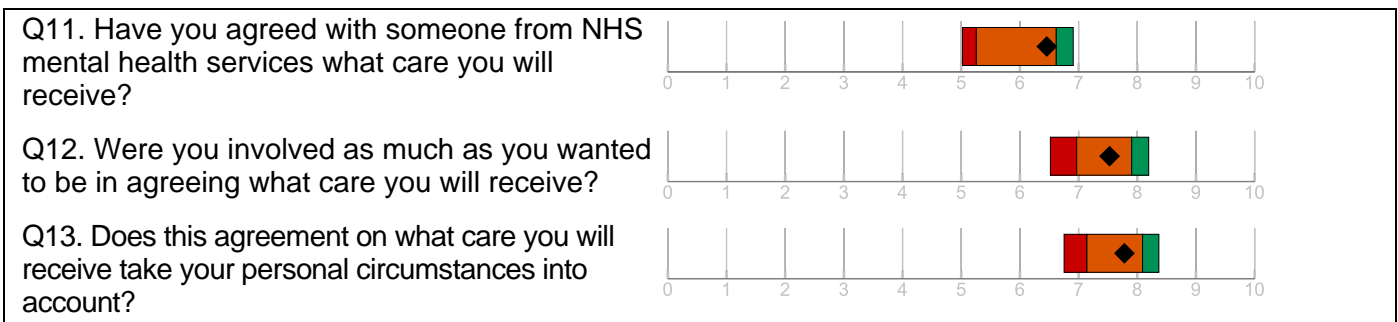 Q11. Have you agreed with someone from NHS
mental health services what care you will
receive?
0 1 2 3 4 5 6 7 8 9 10
Q12. Were you involved as much as you wanted
to be in agreeing what care you will receive?
0 1 2 3 4 5 6 7 8 9 10
Q13. Does this agreement on what care you will
receive take your personal circumstances into
account?
0 1 2 3 4 5 6 7 8 9 10